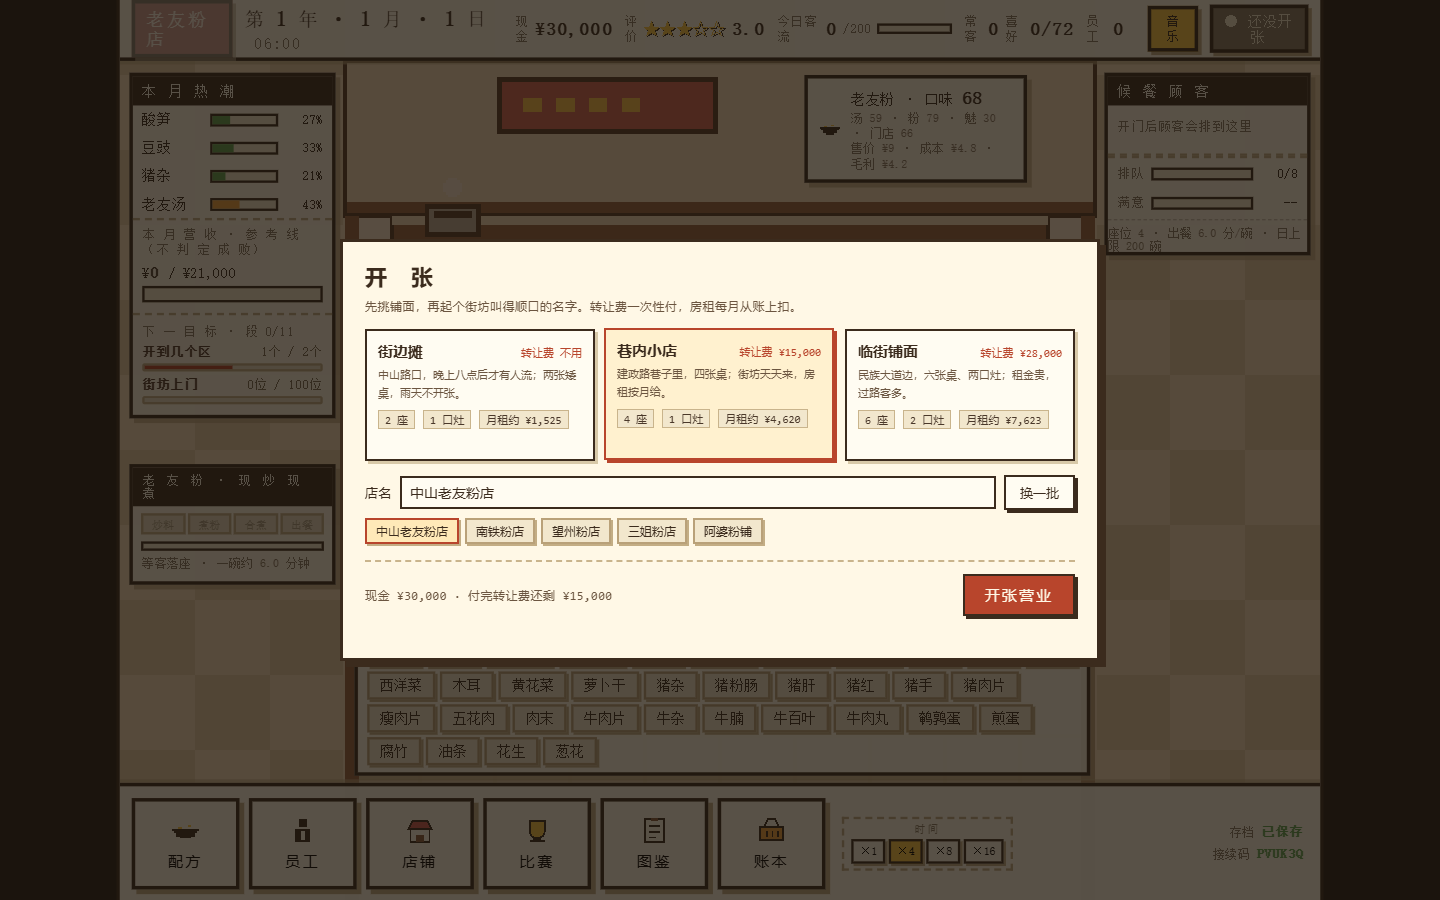 老友粉店
第 1 年 · 1 月 · 1 日
06:00
现金 ¥30,000
评价 ★★★☆☆ 3.0
今日客流 0 /200
常客 0
喜好 0/72
员工 0
音乐
还没开张
本月热潮
酸笋 27%
豆豉 33%
猪杂 21%
老友汤 43%
本月营收 · 参考线
(不判定成败)
¥0 / ¥21,000
下一目标 · 段 0/11
开到几个区 1个 / 2个
街坊上门 0位 / 100位
老友粉 · 现炒现煮
炒料 煮粉 合煮 出餐
等客落座 · 一碗约 6.0 分钟
老友粉 · 口味 68
汤 59 · 粉 79 · 魅 30
· 门店 66
售价 ¥9 · 成本 ¥4.8 ·
毛利 ¥4.2
候餐顾客
开门后顾客会排到这里
排队 0/8
满意 --
座位 4 · 出餐 6.0 分/碗 · 日上
限 200 碗
开 张
先挑铺面，再起个街坊叫得顺口的名字。转让费一次性付，房租每月从账上扣。
街边摊 转让费 不用
中山路口，晚上八点后才有人流；两张矮
桌，雨天不开张。
2 座 1 口灶 月租约 ¥1,525
巷内小店 转让费 ¥15,000
建政路巷子里，四张桌；街坊天天来，房
租按月给。
4 座 1 口灶 月租约 ¥4,620
临街铺面 转让费 ¥28,000
民族大道边，六张桌、两口灶；租金贵，
过路客多。
6 座 2 口灶 月租约 ¥7,623
店名 中山老友粉店 换一批
中山老友粉店 南铁粉店 望州粉店 三姐粉店 阿婆粉铺
现金 ¥30,000 · 付完转让费还剩 ¥15,000
开张营业
西洋菜 木耳 黄花菜 萝卜干 猪杂 猪粉肠 猪肝 猪红 猪手 猪肉片
瘦肉片 五花肉 肉末 牛肉片 牛杂 牛腩 牛百叶 牛肉丸 鹌鹑蛋 煎蛋
腐竹 油条 花生 葱花
配方 员工 店铺 比赛 图鉴 账本
时间
×1 ×4 ×8 ×16
存档 已保存
接续码 PVUK3Q